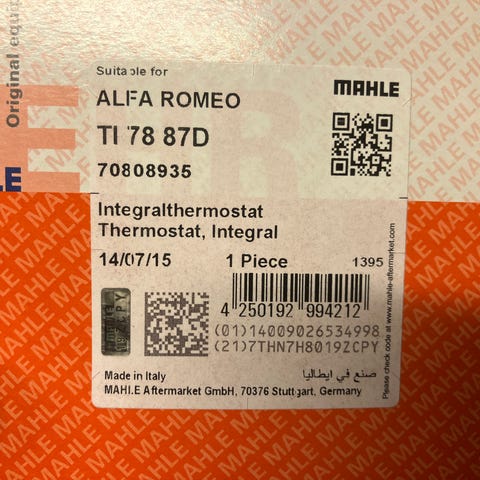 Original equ
MAHLE
Suitable for
MAHLE
ALFA ROMEO
TI 78 87D
70808935
Integralthermostat
Thermostat, Integral
14/07/15 1 Piece 1395
4 250192 994212
(01)14009026534998
(21)7THN7H8019ZCPY
Please check code at www.mahle-aftermarket.com
Made in Italy
صنع في ايطاليا
MAHLE Aftermarket GmbH, 70376 Stuttgart, Germany